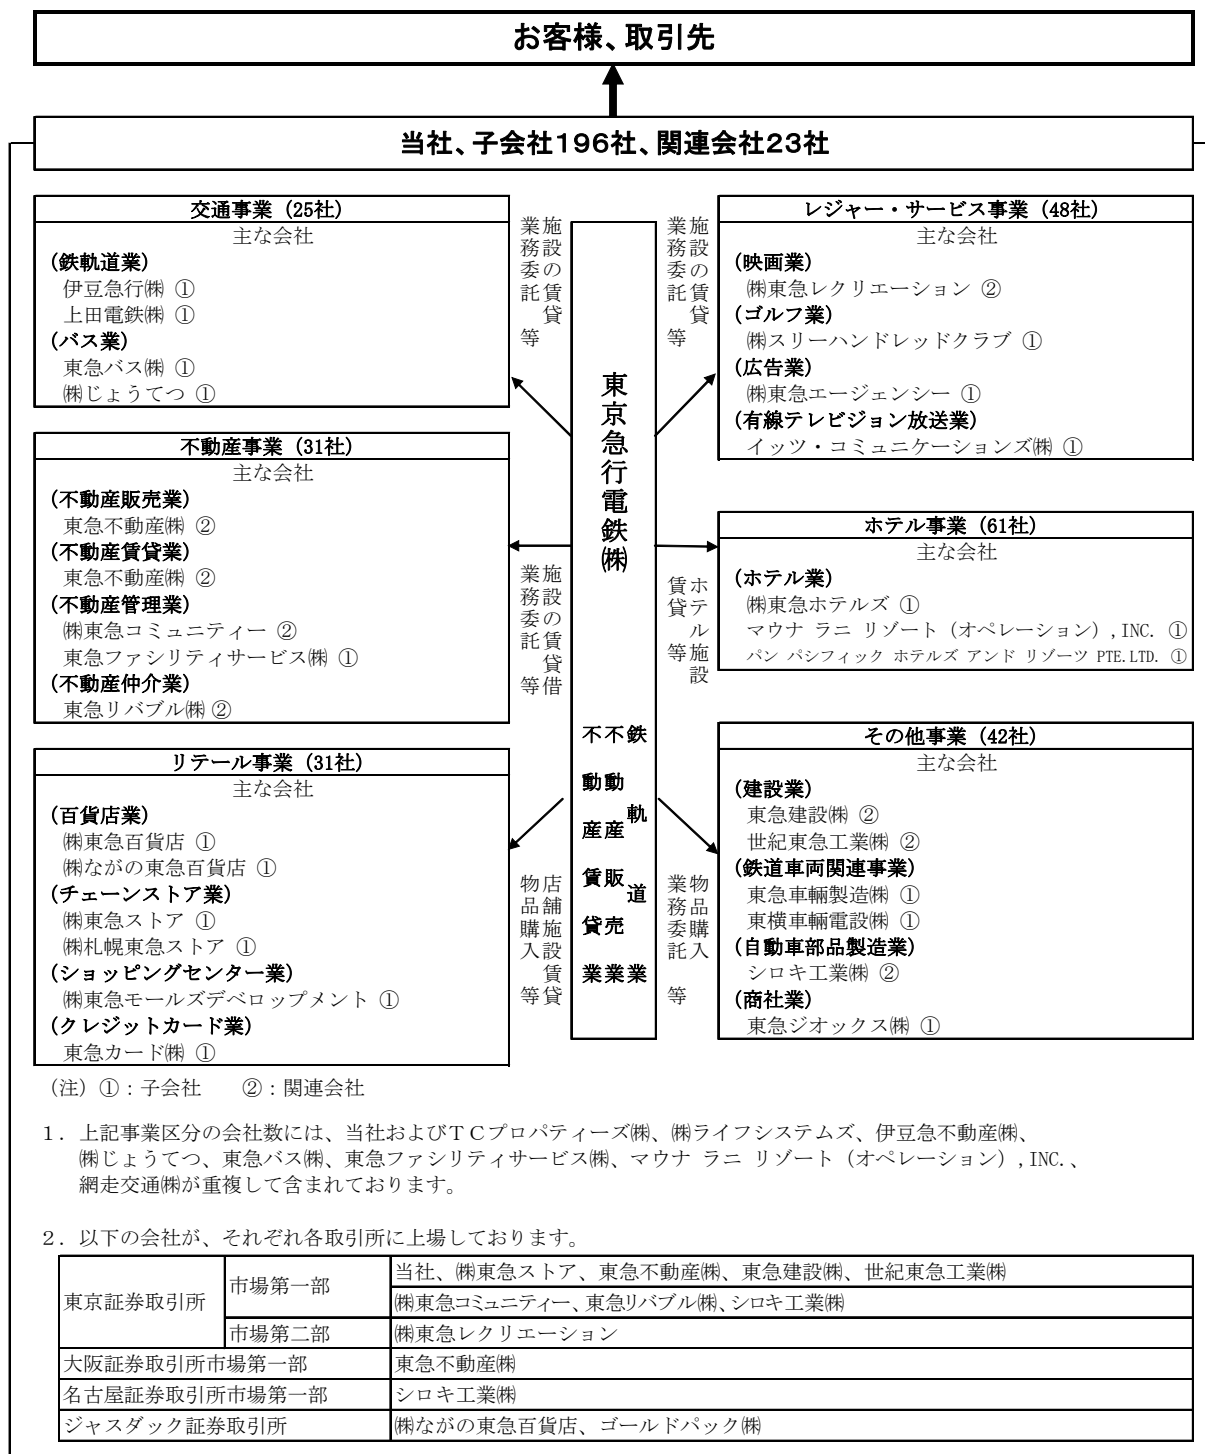 お客様、取引先
当社、子会社196社、関連会社23社
交通事業（25社）
主な会社
（鉄軌道業）
伊豆急行㈱ ①
上田電鉄㈱ ①
（バス業）
東急バス㈱ ①
㈱じょうてつ ①
不動産事業（31社）
主な会社
（不動産販売業）
東急不動産㈱ ②
（不動産賃貸業）
東急不動産㈱ ②
（不動産管理業）
㈱東急コミュニティー ②
東急ファシリティサービス㈱ ①
（不動産仲介業）
東急リバブル㈱ ②
リテール事業（31社）
主な会社
（百貨店業）
㈱東急百貨店 ①
㈱ながの東急百貨店 ①
（チェーンストア業）
㈱東急ストア ①
㈱札幌東急ストア ①
（ショッピングセンター業）
㈱東急モールズデベロップメント ①
（クレジットカード業）
東急カード㈱ ①
施設の賃貸
業務委託 等
施設の賃貸借
業務委託 等
店舗施設賃貸
物品購入 等
東京急行電鉄㈱
鉄軌道業
不動産販売業
不動産賃貸業
施設の賃貸
業務委託 等
ホテル施設
賃貸 等
物品購入
業務委託 等
レジャー・サービス事業（48社）
主な会社
（映画業）
㈱東急レクリエーション ②
（ゴルフ業）
㈱スリーハンドレッドクラブ ①
（広告業）
㈱東急エージェンシー ①
（有線テレビジョン放送業）
イッツ・コミュニケーションズ㈱ ①
ホテル事業（61社）
主な会社
（ホテル業）
㈱東急ホテルズ ①
マウナ ラニ リゾート（オペレーション）,INC. ①
パン パシフィック ホテルズ アンド リゾーツ PTE.LTD. ①
その他事業（42社）
主な会社
（建設業）
東急建設㈱ ②
世紀東急工業㈱ ②
（鉄道車両関連事業）
東急車輛製造㈱ ①
東横車輛電設㈱ ①
（自動車部品製造業）
シロキ工業㈱ ②
（商社業）
東急ジオックス㈱ ①
（注）①：子会社　②：関連会社
１．上記事業区分の会社数には、当社およびＴＣプロパティーズ㈱、㈱ライフシステムズ、伊豆急不動産㈱、
㈱じょうてつ、東急バス㈱、東急ファシリティサービス㈱、マウナ ラニ リゾート（オペレーション）,INC.、
網走交通㈱が重複して含まれております。
２．以下の会社が、それぞれ各取引所に上場しております。
東京証券取引所
市場第一部
当社、㈱東急ストア、東急不動産㈱、東急建設㈱、世紀東急工業㈱
㈱東急コミュニティー、東急リバブル㈱、シロキ工業㈱
市場第二部
㈱東急レクリエーション
大阪証券取引所市場第一部
東急不動産㈱
名古屋証券取引所市場第一部
シロキ工業㈱
ジャスダック証券取引所
㈱ながの東急百貨店、ゴールドパック㈱